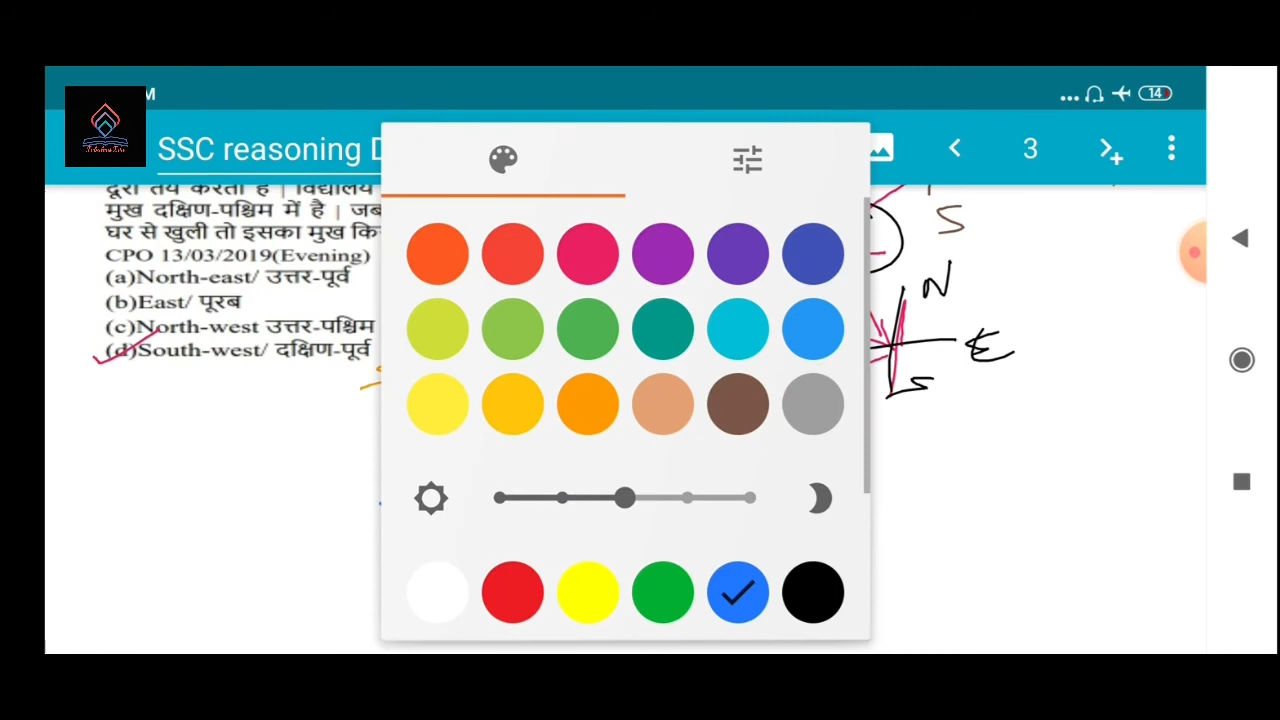 M
14
SSC reasoning D
3
दूरी तय करता है | विद्यालय
मुख दक्षिण-पश्चिम में है | जब
घर से खुली तो इसका मुख कि
CPO 13/03/2019(Evening)
(a)North-east/ उत्तर-पूर्व
(b)East/ पूरब
(c)North-west उत्तर-पश्चिम
(d)South-west/ दक्षिण-पूर्व
S
N
E
S